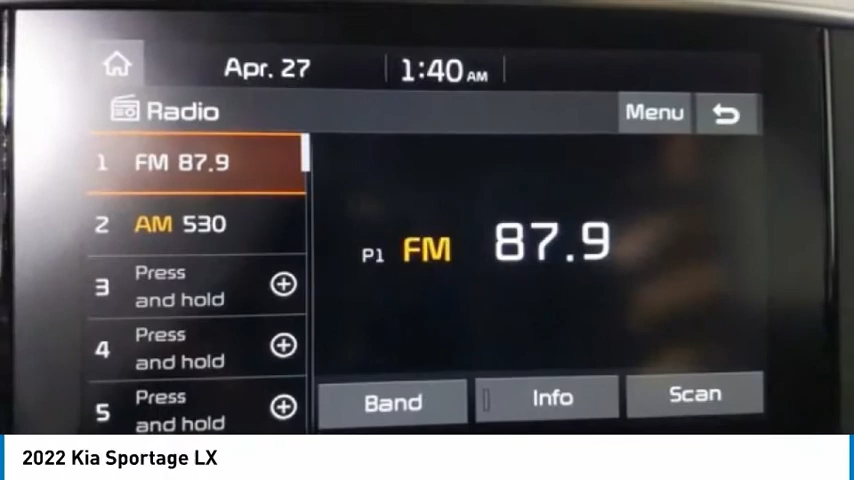 Apr. 27 1:40 AM
Radio Menu
1 FM 87.9
2 AM 530
3 Press and hold
4 Press and hold
5 Press and hold
P1 FM 87.9
Band Info Scan
2022 Kia Sportage LX